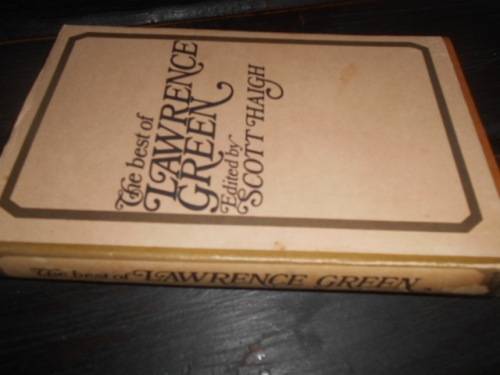 The best of
LAWRENCE
GREEN
Edited by
SCOTT HAIGH
The best of LAWRENCE GREEN